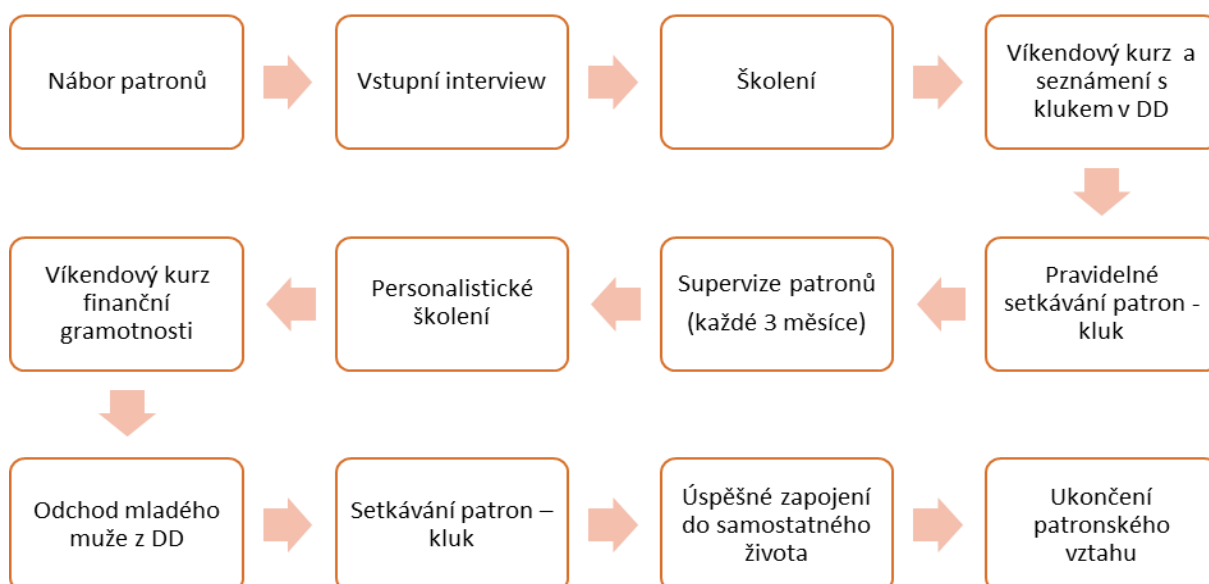 Nábor patronů
Vstupní interview
Školení
Víkendový kurz a
seznámení s
klukem v DD
Pravidelné
setkávání patron -
kluk
Supervize patronů
(každé 3 měsíce)
Personalistické
školení
Víkendový kurz
finanční
gramotnosti
Odchod mladého
muže z DD
Setkávání patron –
kluk
Úspěšné zapojení
do samostatného
života
Ukončení
patronského
vztahu